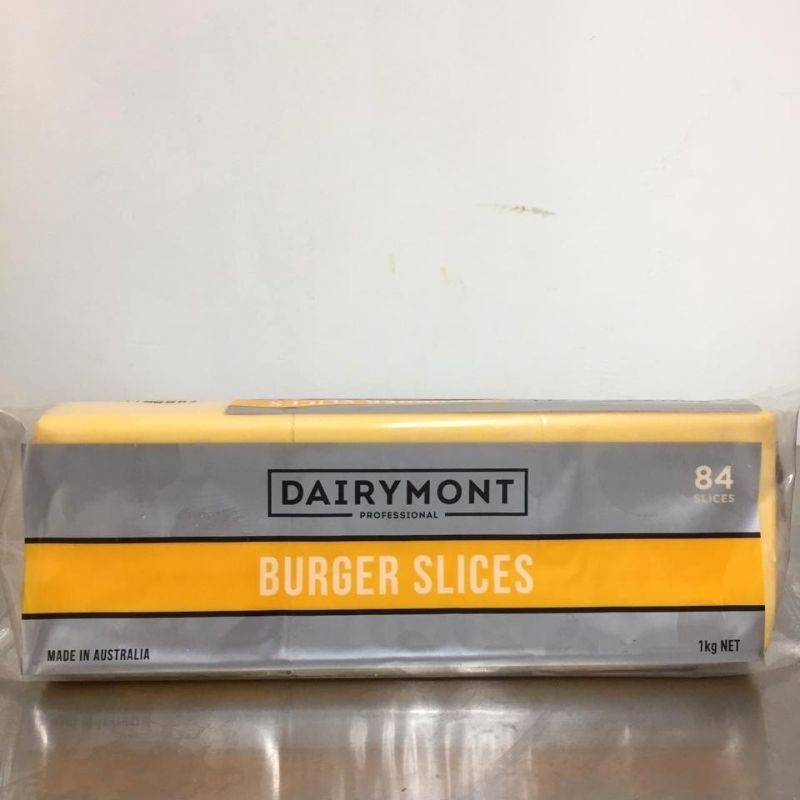 DAIRYMONT
PROFESSIONAL
84
SLICES
BURGER SLICES
MADE IN AUSTRALIA
1kg NET